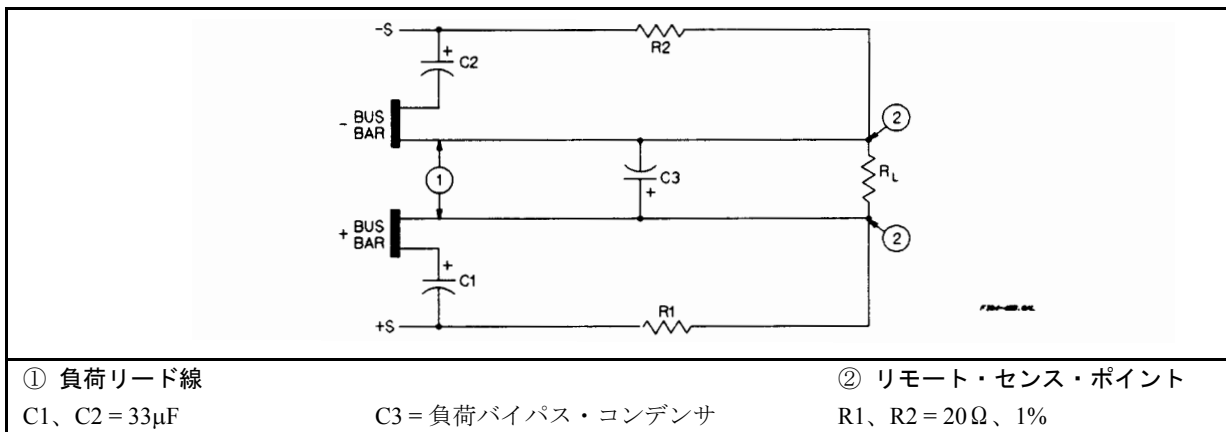 -S
R2
+
C2
- BUS BAR
②
①
C3
+
RL
+ BUS BAR
②
+
C1
R1
+S
① 負荷リード線
② リモート・センス・ポイント
C1、C2 = 33μF
C3 = 負荷バイパス・コンデンサ
R1、R2 = 20Ω、1%